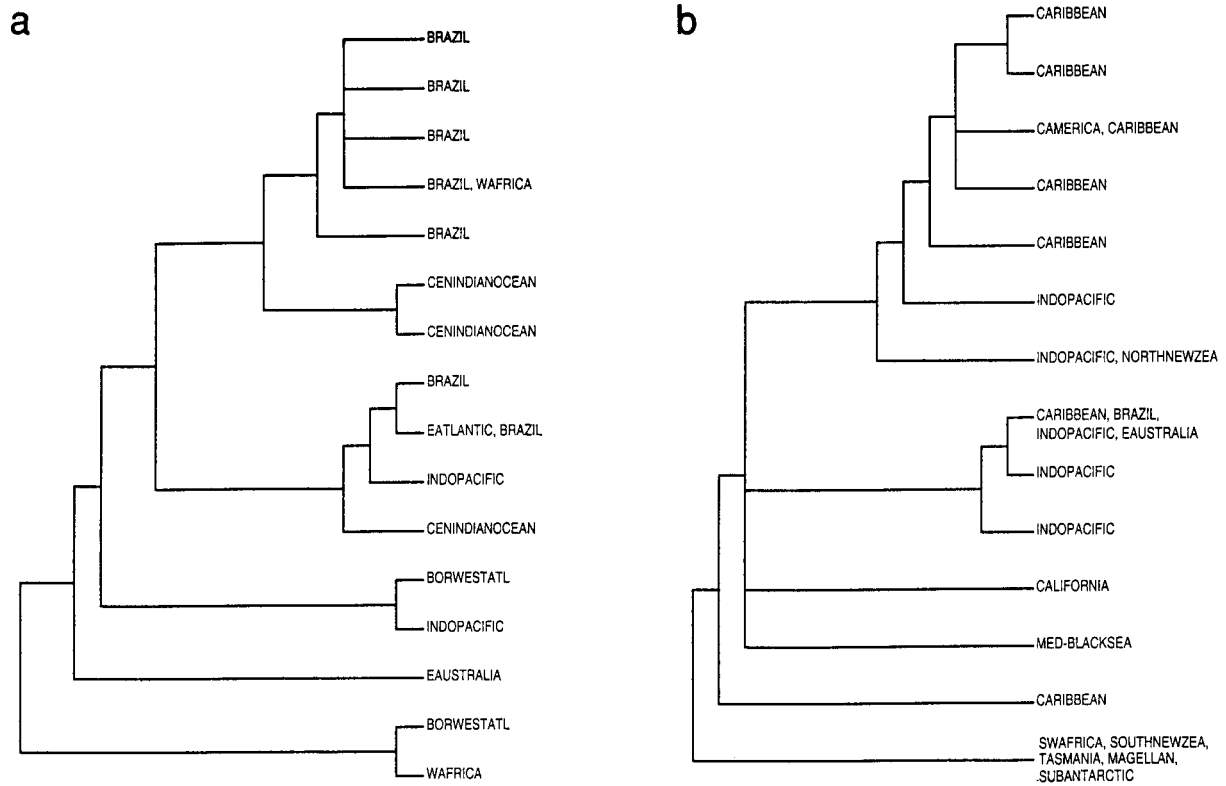 a
BRAZIL
BRAZIL
BRAZIL
BRAZIL, WAFRICA
BRAZIL
CENINDIANOCEAN
CENINDIANOCEAN
BRAZIL
EATLANTIC, BRAZIL
INDOPACIFIC
CENINDIANOCEAN
BORWESTATL
INDOPACIFIC
EAUSTRALIA
BORWESTATL
WAFRICA
b
CARIBBEAN
CARIBBEAN
CAMERICA, CARIBBEAN
CARIBBEAN
CARIBBEAN
INDOPACIFIC
INDOPACIFIC, NORTHNEWZEA
CARIBBEAN, BRAZIL,
INDOPACIFIC, EAUSTRALIA
INDOPACIFIC
INDOPACIFIC
CALIFORNIA
MED-BLACKSEA
CARIBBEAN
SWAFRICA, SOUTHNEWZEA,
TASMANIA, MAGELLAN,
SUBANTARCTIC